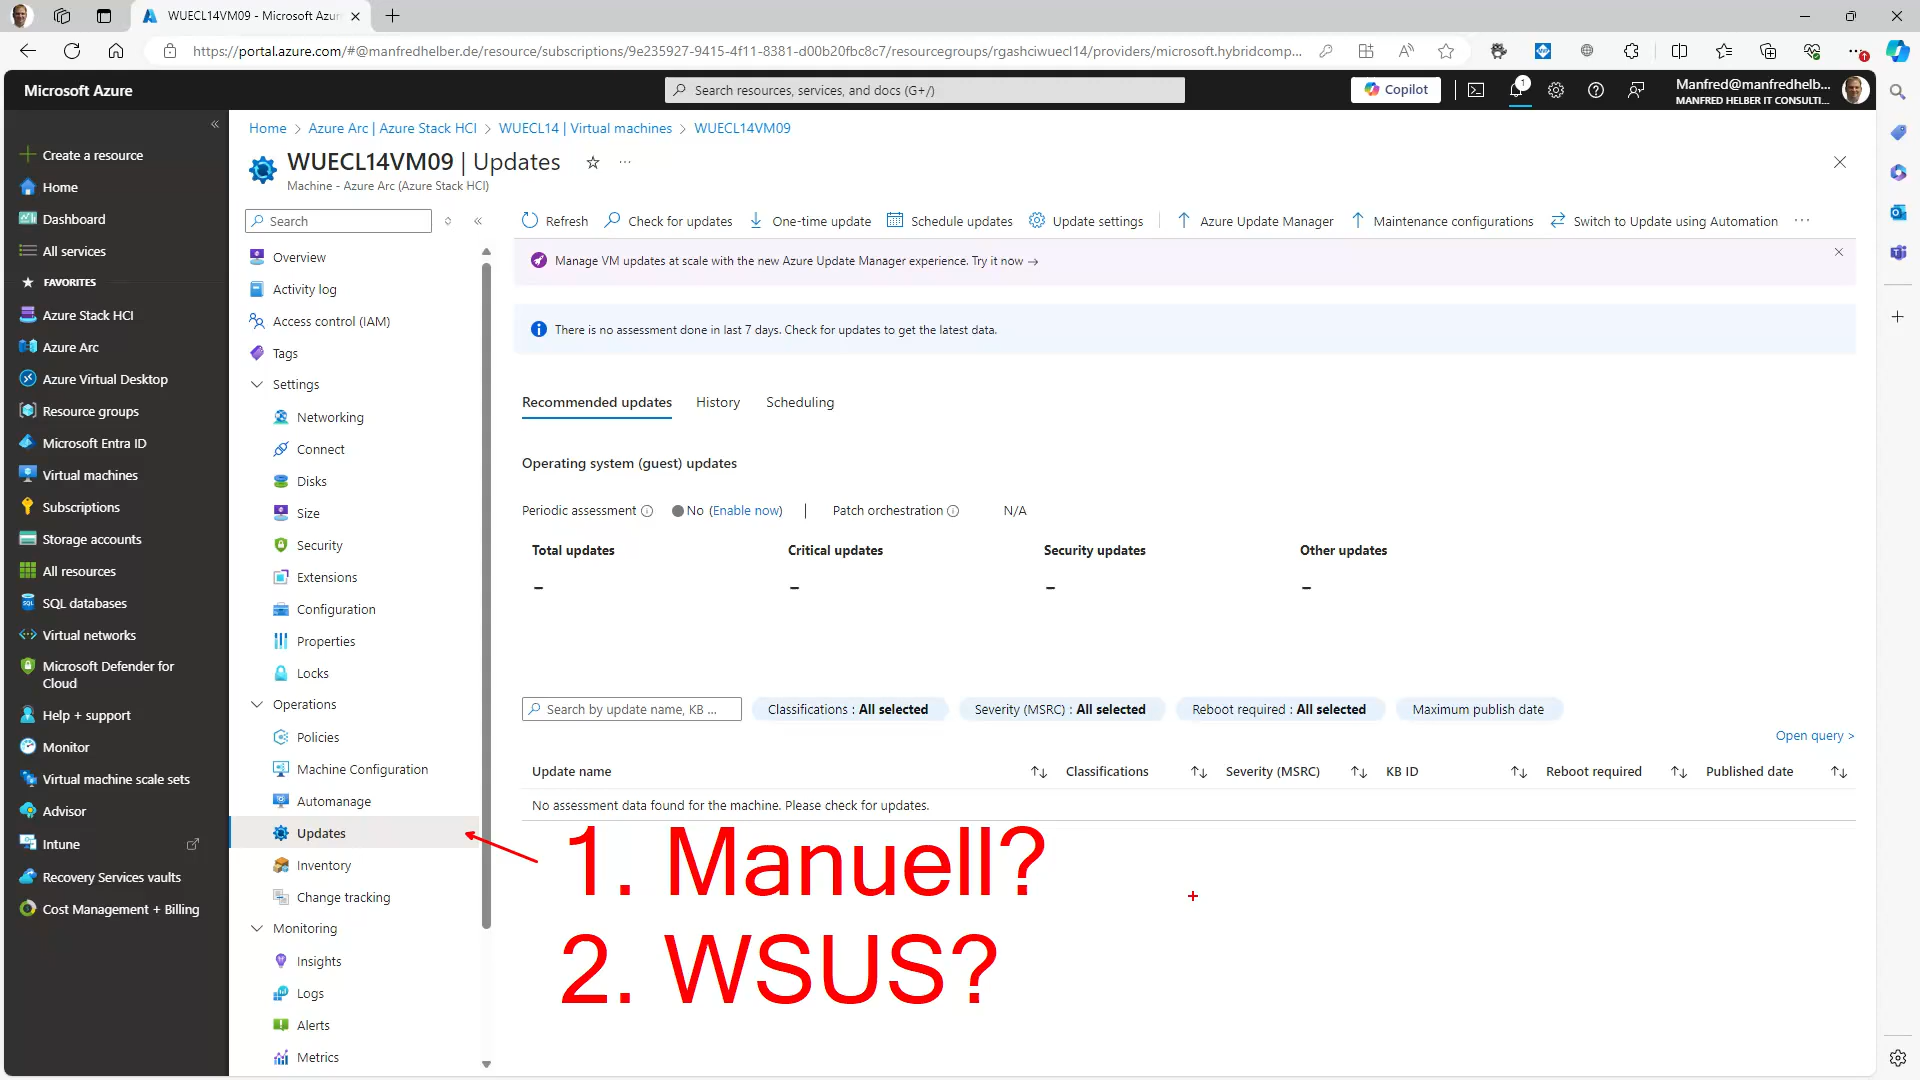 WUECL14VM09 - Microsoft Azur
https://portal.azure.com/#@manfredhelber.de/resource/subscriptions/9e235927-9415-4f11-8381-d00b20fbc8c7/resourcegroups/rgashciwuecl14/providers/microsoft.hybridcomp...
Microsoft Azure
Search resources, services, and docs (G+/)
Copilot
1
Manfred@manfredhelb...
MANFRED HELBER IT CONSULTI...
Create a resource
Home
Dashboard
All services
FAVORITES
Azure Stack HCI
Azure Arc
Azure Virtual Desktop
Resource groups
Microsoft Entra ID
Virtual machines
Subscriptions
Storage accounts
All resources
SQL databases
Virtual networks
Microsoft Defender for
Cloud
Help + support
Monitor
Virtual machine scale sets
Advisor
Intune
Recovery Services vaults
Cost Management + Billing
Home > Azure Arc | Azure Stack HCI > WUECL14 | Virtual machines > WUECL14VM09
WUECL14VM09 | Updates
Machine - Azure Arc (Azure Stack HCI)
Search
Overview
Activity log
Access control (IAM)
Tags
Settings
Networking
Connect
Disks
Size
Security
Extensions
Configuration
Properties
Locks
Operations
Policies
Machine Configuration
Automanage
Updates
Inventory
Change tracking
Monitoring
Insights
Logs
Alerts
Metrics
Refresh Check for updates One-time update Schedule updates Update settings Azure Update Manager Maintenance configurations Switch to Update using Automation ...
Manage VM updates at scale with the new Azure Update Manager experience. Try it now →
There is no assessment done in last 7 days. Check for updates to get the latest data.
Recommended updates History Scheduling
Operating system (guest) updates
Periodic assessment No (Enable now) | Patch orchestration N/A
Total updates Critical updates Security updates Other updates
– – – –
Search by update name, KB ... Classifications : All selected Severity (MSRC) : All selected Reboot required : All selected Maximum publish date
Open query >
Update name Classifications Severity (MSRC) KB ID Reboot required Published date
No assessment data found for the machine. Please check for updates.
1. Manuell?
2. WSUS?